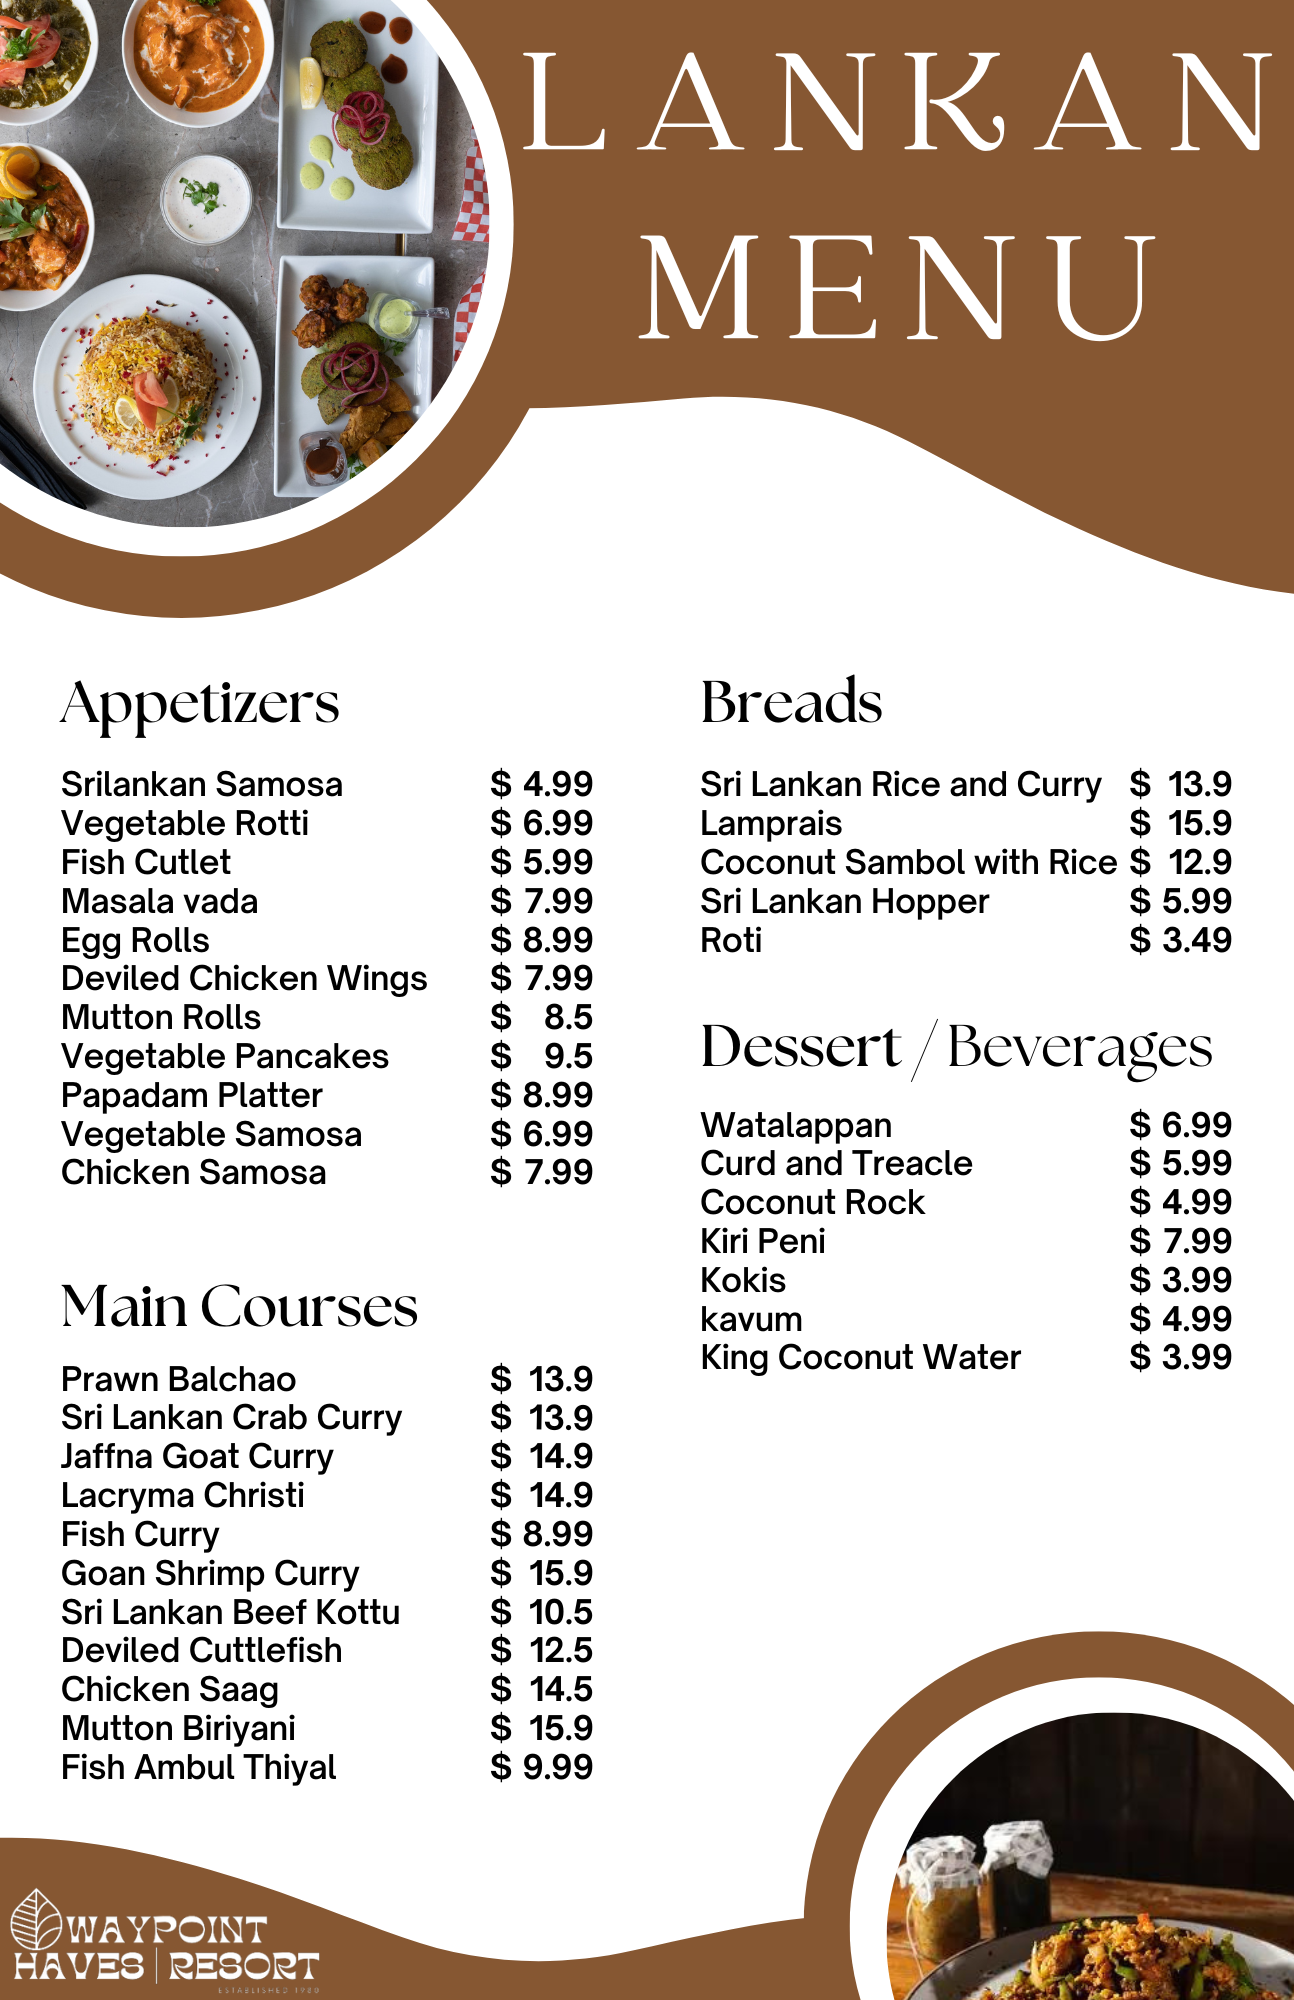 LANKAN
MENU
Appetizers
Srilankan Samosa $ 4.99
Vegetable Rotti $ 6.99
Fish Cutlet $ 5.99
Masala vada $ 7.99
Egg Rolls $ 8.99
Deviled Chicken Wings $ 7.99
Mutton Rolls $ 8.5
Vegetable Pancakes $ 9.5
Papadam Platter $ 8.99
Vegetable Samosa $ 6.99
Chicken Samosa $ 7.99
Main Courses
Prawn Balchao $ 13.9
Sri Lankan Crab Curry $ 13.9
Jaffna Goat Curry $ 14.9
Lacryma Christi $ 14.9
Fish Curry $ 8.99
Goan Shrimp Curry $ 15.9
Sri Lankan Beef Kottu $ 10.5
Deviled Cuttlefish $ 12.5
Chicken Saag $ 14.5
Mutton Biriyani $ 15.9
Fish Ambul Thiyal $ 9.99
Breads
Sri Lankan Rice and Curry $ 13.9
Lamprais $ 15.9
Coconut Sambol with Rice $ 12.9
Sri Lankan Hopper $ 5.99
Roti $ 3.49
Dessert / Beverages
Watalappan $ 6.99
Curd and Treacle $ 5.99
Coconut Rock $ 4.99
Kiri Peni $ 7.99
Kokis $ 3.99
kavum $ 4.99
King Coconut Water $ 3.99
WAYPOINT
HAVES | RESORT
ESTABLISHED 1980